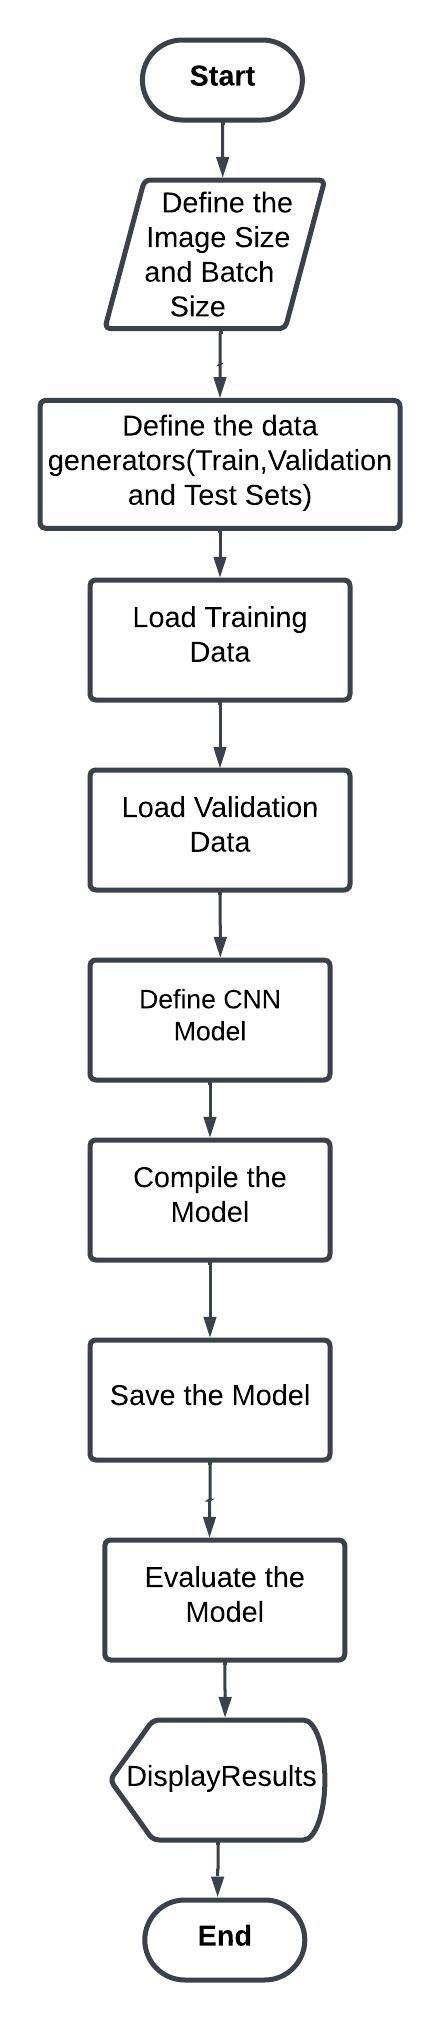 Start
Define the
Image Size
and Batch
Size
Define the data
generators(Train,Validation
and Test Sets)
Load Training
Data
Load Validation
Data
Define CNN
Model
Compile the
Model
Save the Model
Evaluate the
Model
DisplayResults
End